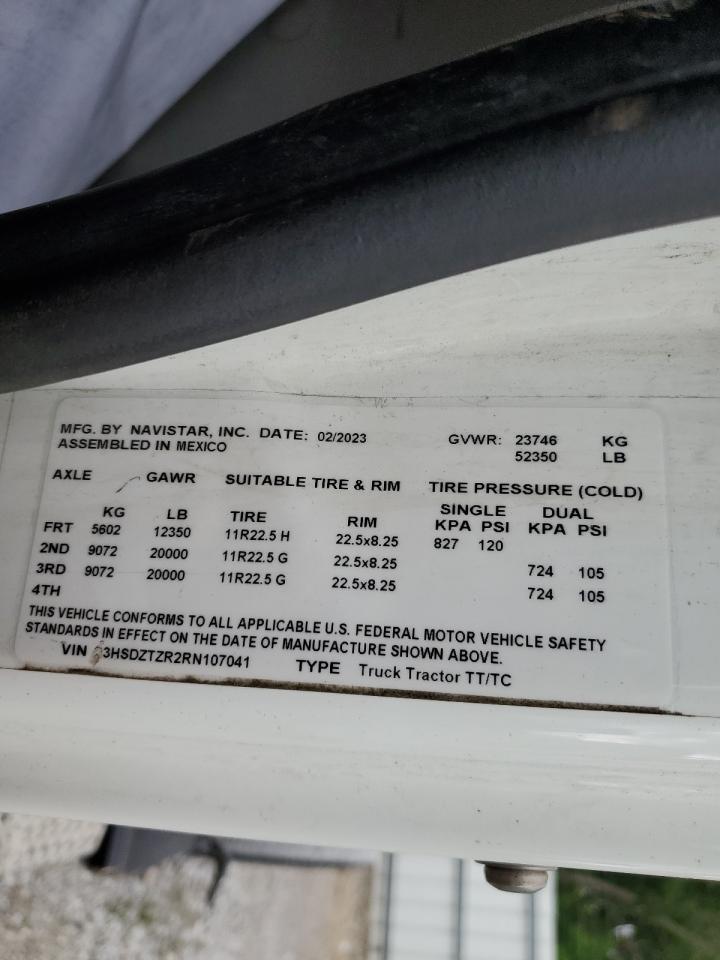 MFG. BY NAVISTAR, INC. DATE: 02/2023 GVWR: 23746 KG
ASSEMBLED IN MEXICO 52350 LB
AXLE GAWR SUITABLE TIRE & RIM TIRE PRESSURE (COLD)
SINGLE DUAL
KG LB TIRE RIM KPA PSI KPA PSI
FRT 5602 12350 11R22.5 H 22.5x8.25 827 120
2ND 9072 20000 11R22.5 G 22.5x8.25 724 105
3RD 9072 20000 11R22.5 G 22.5x8.25 724 105
4TH
THIS VEHICLE CONFORMS TO ALL APPLICABLE U.S. FEDERAL MOTOR VEHICLE SAFETY
STANDARDS IN EFFECT ON THE DATE OF MANUFACTURE SHOWN ABOVE.
VIN 3HSDZTZR2RN107041 TYPE Truck Tractor TT/TC